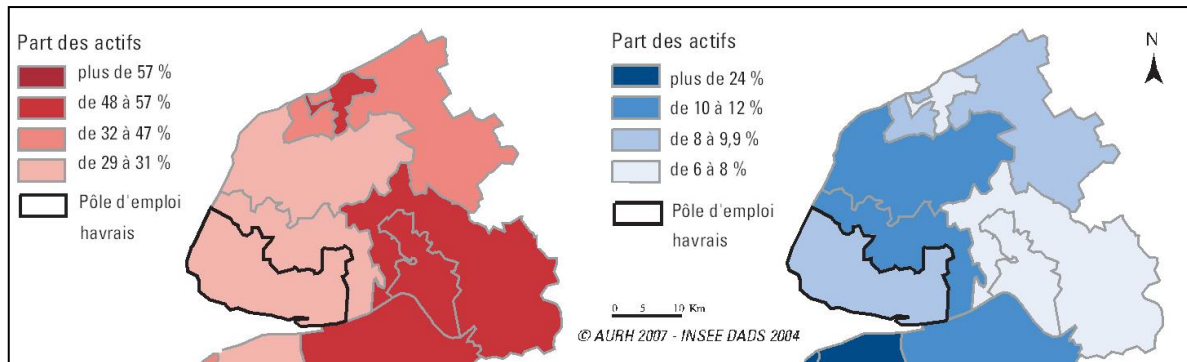 Part des actifs
plus de 57 %
de 48 à 57 %
de 32 à 47 %
de 29 à 31 %
Pôle d'emploi
havrais
Part des actifs
plus de 24 %
de 10 à 12 %
de 8 à 9,9 %
de 6 à 8 %
Pôle d'emploi
havrais
N
0 5 10 Km
© AURH 2007 - INSEE DADS 2004